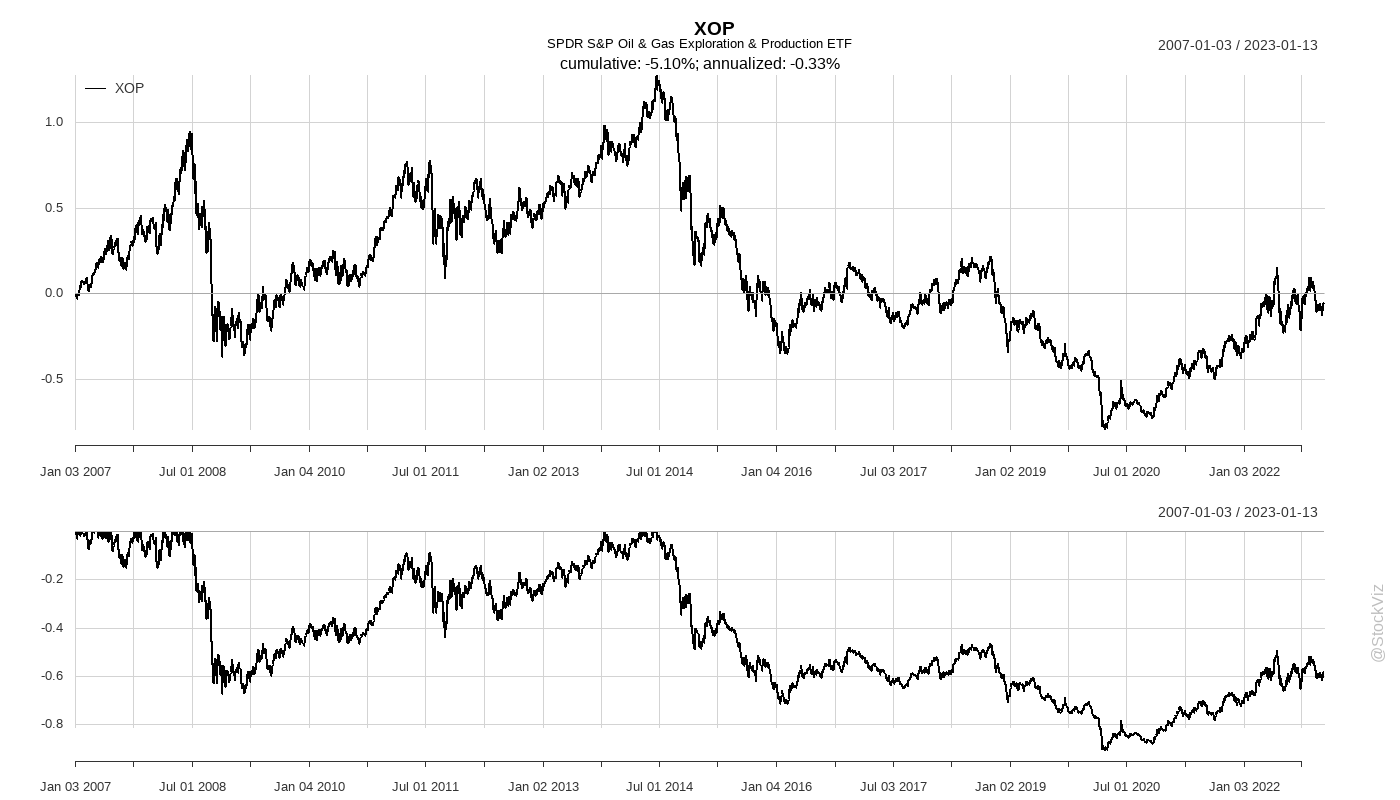 XOP
SPDR S&P Oil & Gas Exploration & Production ETF
2007-01-03 / 2023-01-13
cumulative: -5.10%; annualized: -0.33%
XOP
1.0
0.5
0.0
-0.5
Jan 03 2007 Jul 01 2008 Jan 04 2010 Jul 01 2011 Jan 02 2013 Jul 01 2014 Jan 04 2016 Jul 03 2017 Jan 02 2019 Jul 01 2020 Jan 03 2022
2007-01-03 / 2023-01-13
-0.2
-0.4
-0.6
-0.8
Jan 03 2007 Jul 01 2008 Jan 04 2010 Jul 01 2011 Jan 02 2013 Jul 01 2014 Jan 04 2016 Jul 03 2017 Jan 02 2019 Jul 01 2020 Jan 03 2022
@StockViz